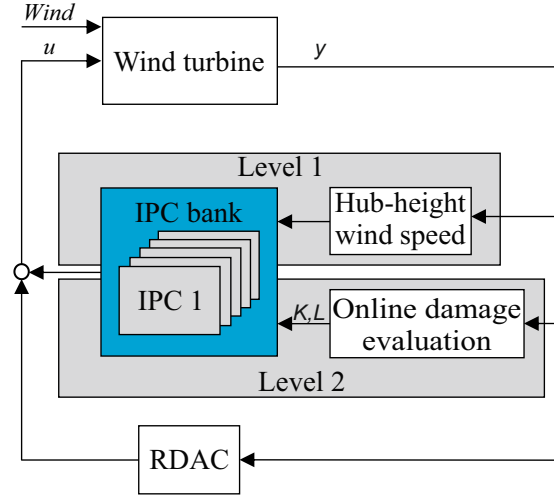 Wind
u
Wind turbine
y
Level 1
IPC bank
Hub-height
wind speed
IPC 1
K,L
Online damage
evaluation
Level 2
RDAC